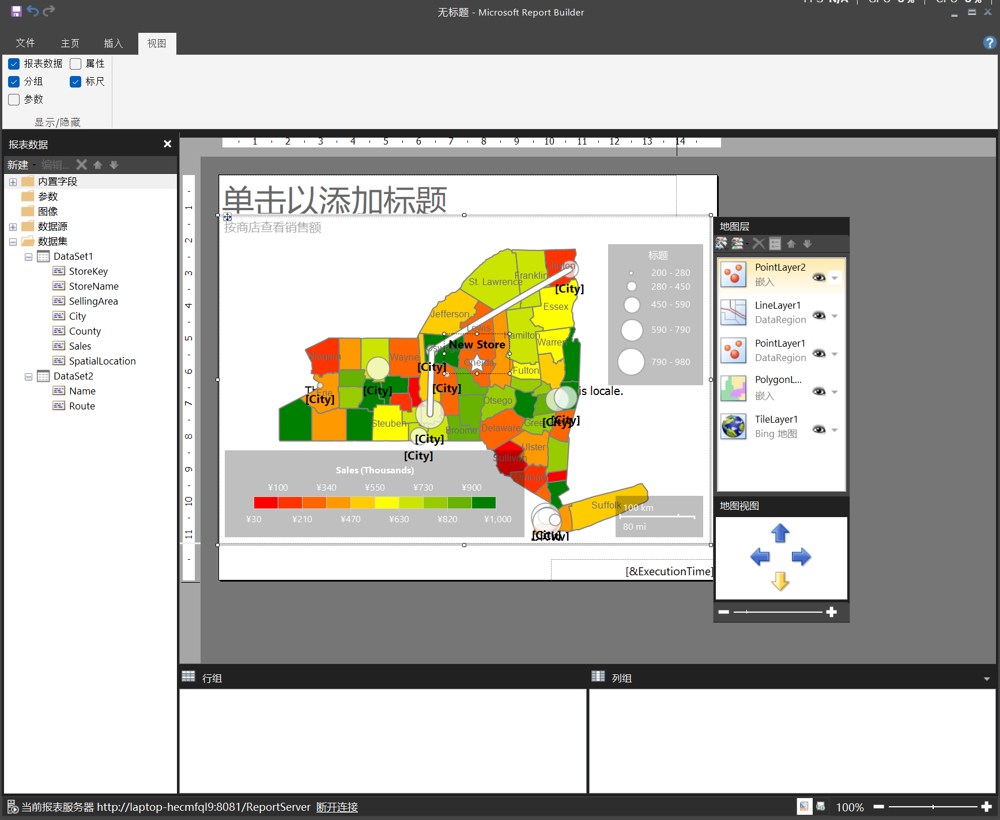 无标题 - Microsoft Report Builder
文件
主页
插入
视图
报表数据
属性
分组
标尺
参数
显示/隐藏
报表数据
新建
编辑...
内置字段
参数
图像
数据源
数据集
DataSet1
StoreKey
StoreName
SellingArea
City
County
Sales
SpatialLocation
DataSet2
Name
Route
1 2 3 4 5 6 7 8 9 10 11 12 13 14
1
2
3
4
5
6
7
8
9
10
11
单击以添加标题
按商店查看销售额
Clinton
Franklin
St. Lawrence
[City]
Essex
Jefferson
Lewis
Hamilton
Warren
New Store
Oswego
Niagara
Wayne
Oneida
[City]
Fulton
[City]
Erie
[City]
[City]
is locale.
Otsego
Steuben
Broome
Delaware
Greene
[City]
[City]
[City]
[City]
Ulster
Sullivan
Orange
Suffolk
[City]
标题
200 - 280
280 - 450
450 - 590
590 - 790
790 - 980
Sales (Thousands)
¥100 ¥340 ¥550 ¥730 ¥900
¥30 ¥210 ¥470 ¥630 ¥820 ¥1,000
100 km
80 mi
[&ExecutionTime]
地图层
PointLayer2
嵌入
LineLayer1
DataRegion
PointLayer1
DataRegion
PolygonL...
嵌入
TileLayer1
Bing 地图
地图视图
行组
列组
当前报表服务器 http://laptop-hecmfql9:8081/ReportServer 断开连接
100%